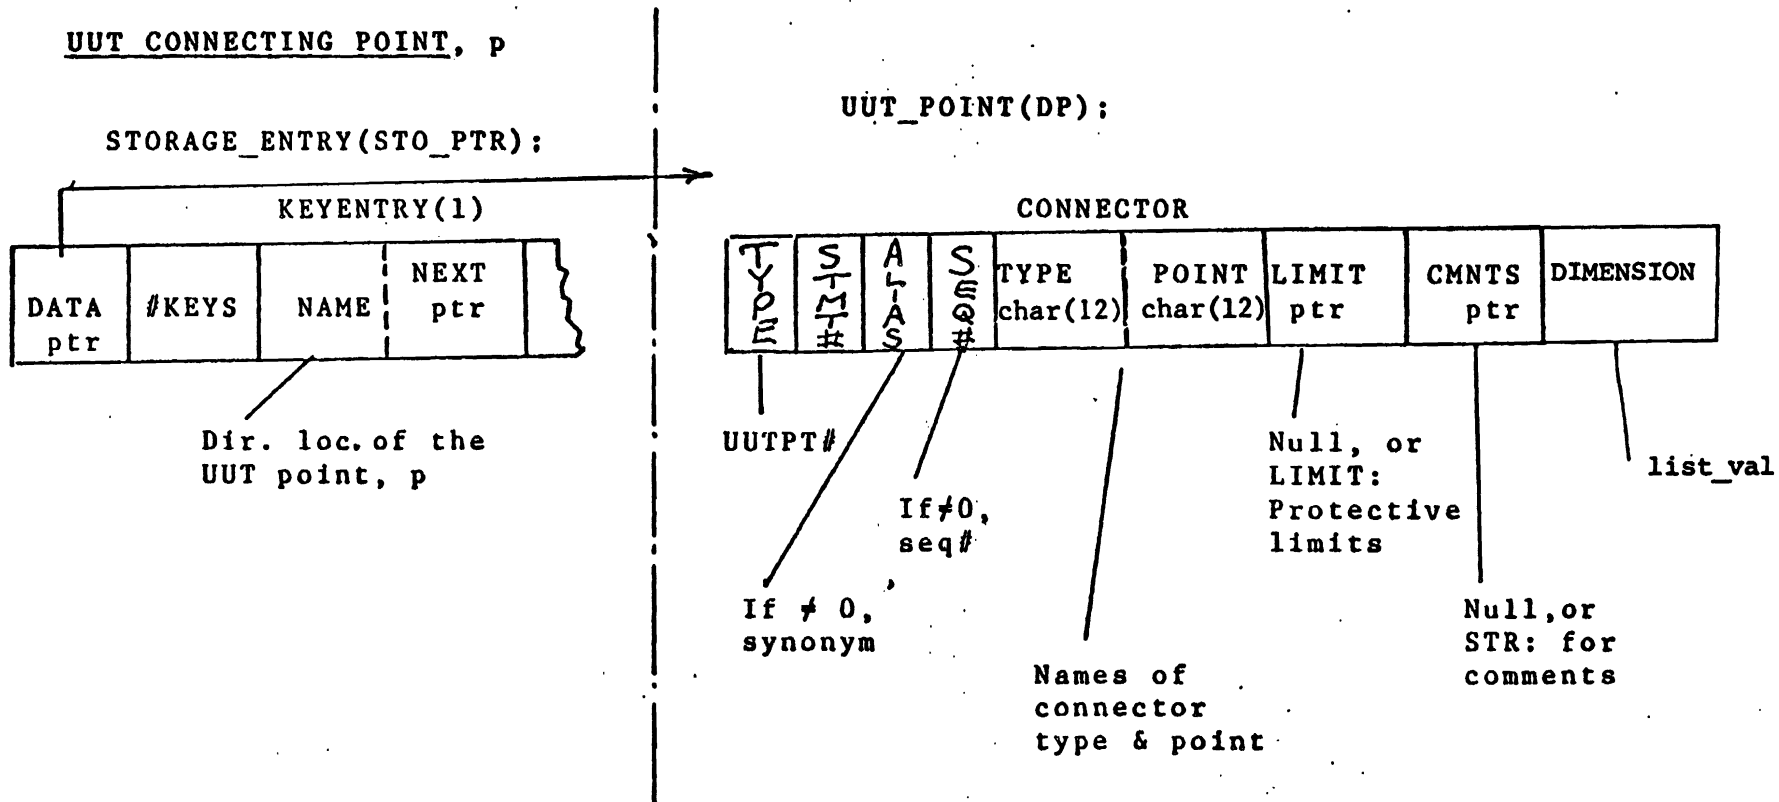 UUT CONNECTING POINT, p
STORAGE_ENTRY(STO_PTR);
KEYENTRY(1)
DATA
ptr
#KEYS
NAME
NEXT
ptr
Dir. loc. of the
UUT point, p
UUT_POINT(DP);
CONNECTOR
TYPE
STMT#
ALIAS
SEQ#
TYPE
char(12)
POINT
char(12)
LIMIT
ptr
CMNTS
ptr
DIMENSION
UUTPT#
If ≠ 0,
synonym
If≠0,
seq#
Names of
connector
type & point
Null, or
LIMIT:
Protective
limits
Null,or
STR: for
comments
list_val